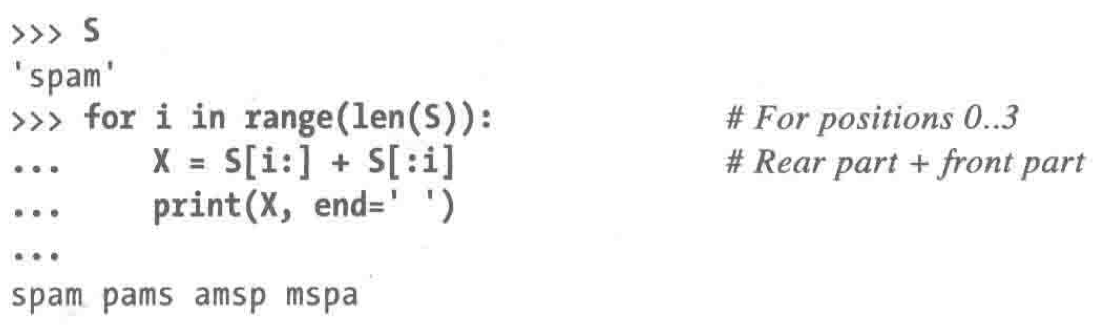 >>> S
'spam'
>>> for i in range(len(S)): # For positions 0..3
... X = S[i:] + S[:i] # Rear part + front part
... print(X, end=' ')
...
spam pams amsp mspa